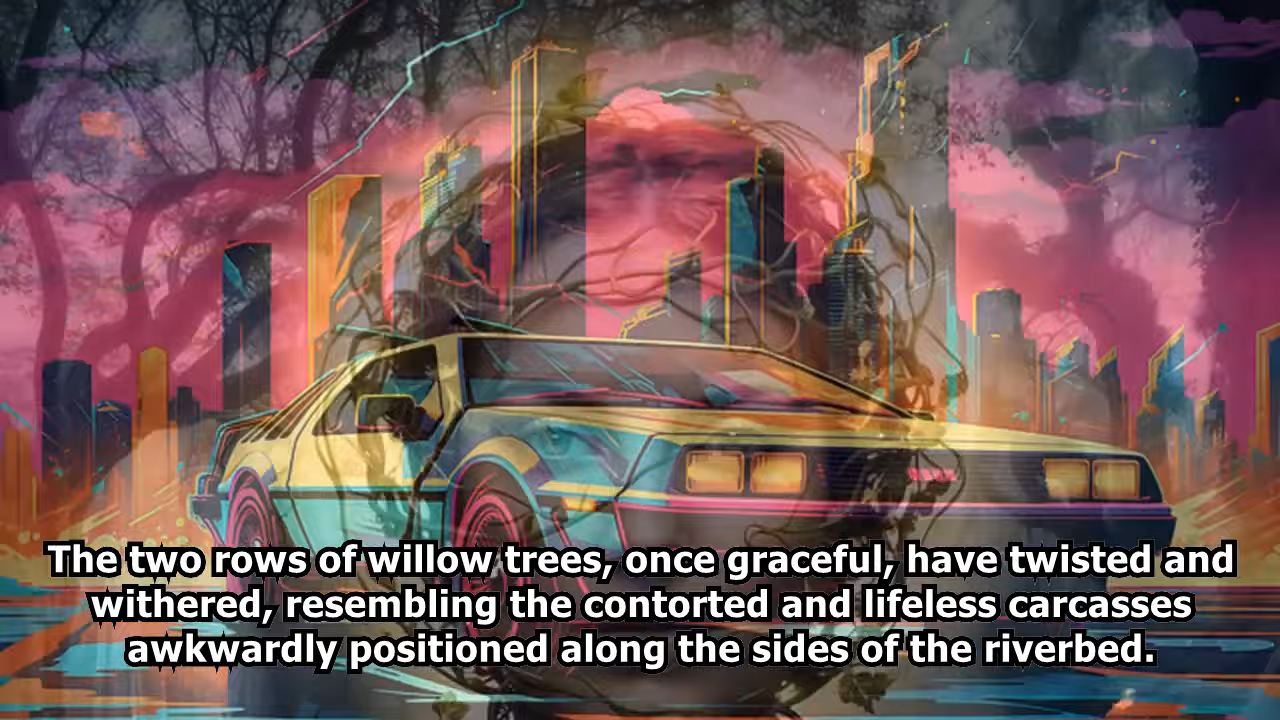 The two rows of willow trees, once graceful, have twisted and
withered, resembling the contorted and lifeless carcasses
awkwardly positioned along the sides of the riverbed.